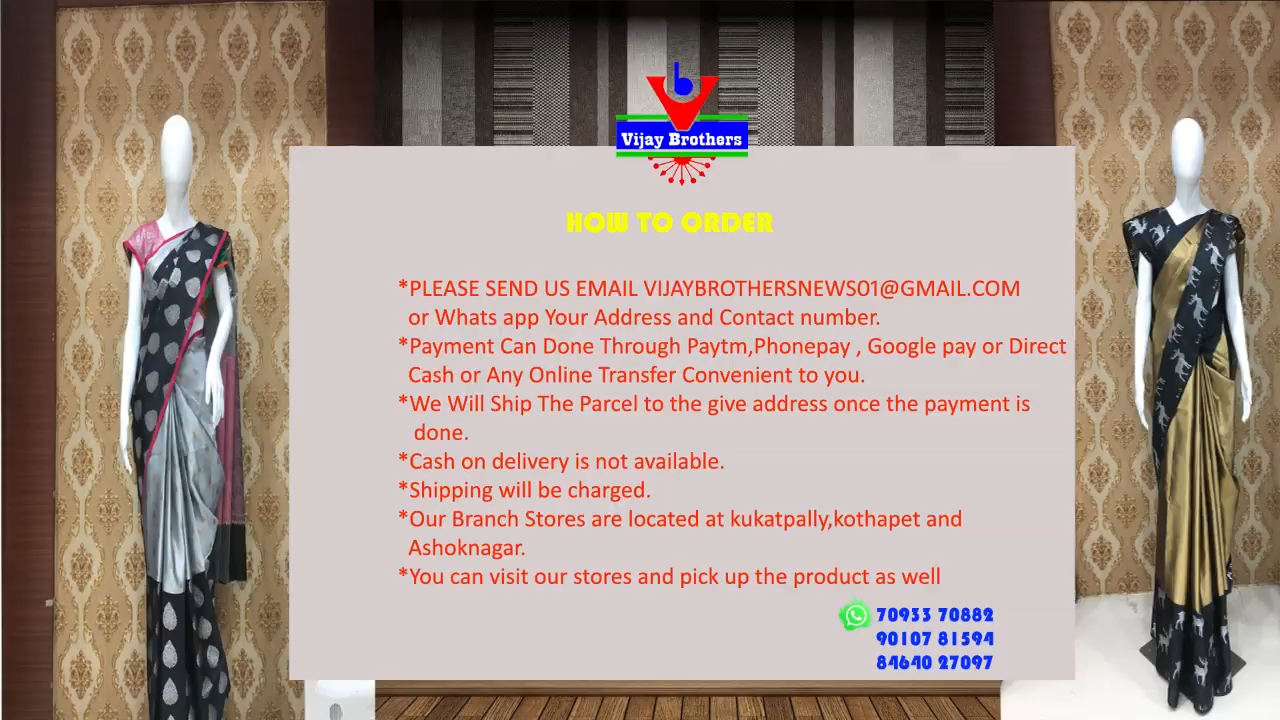 b
Vijay Brothers
HOW TO ORDER
*PLEASE SEND US EMAIL VIJAYBROTHERSNEWS01@GMAIL.COM
or Whats app Your Address and Contact number.
*Payment Can Done Through Paytm,Phonepay , Google pay or Direct
Cash or Any Online Transfer Convenient to you.
*We Will Ship The Parcel to the give address once the payment is
done.
*Cash on delivery is not available.
*Shipping will be charged.
*Our Branch Stores are located at kukatpally,kothapet and
Ashoknagar.
*You can visit our stores and pick up the product as well
70933 70882
90107 81594
84640 27097